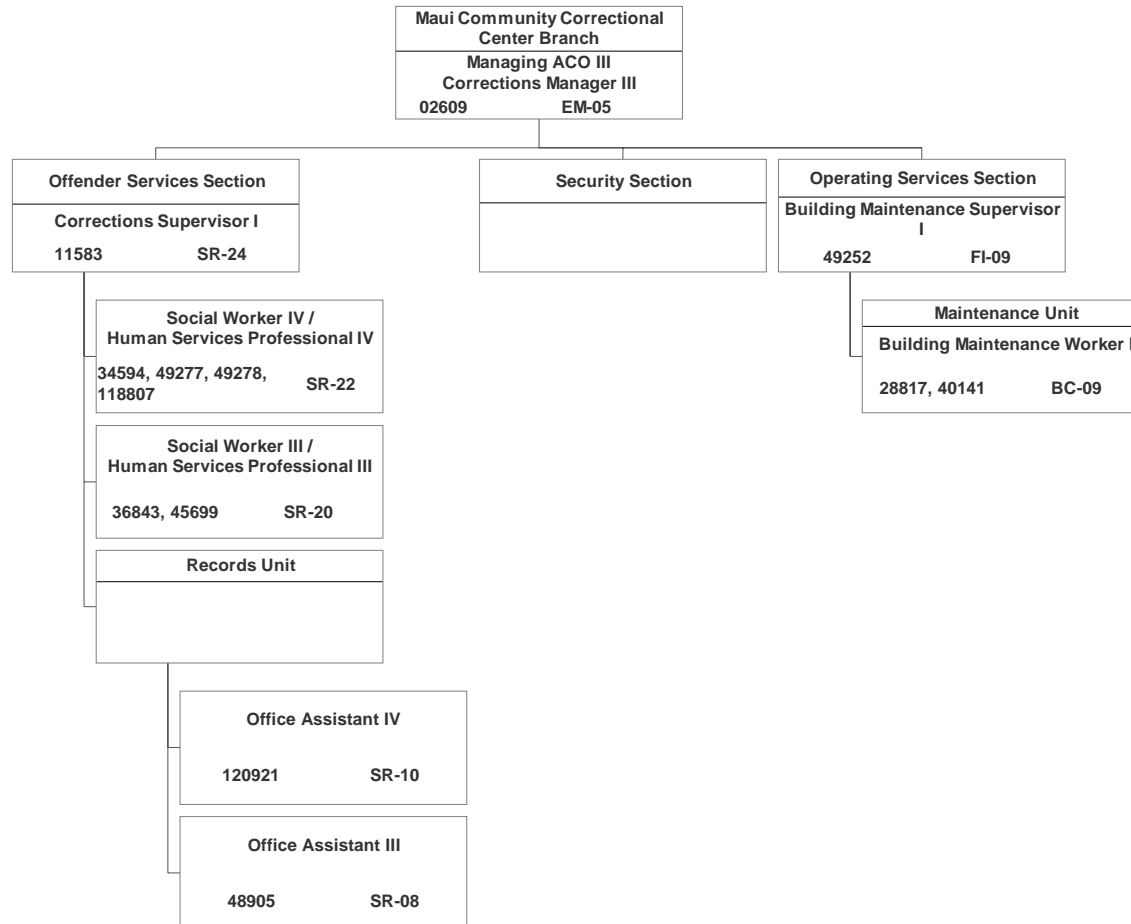 Maui Community Correctional
Center Branch
Managing ACO III
Corrections Manager III
02609 EM-05
Offender Services Section
Corrections Supervisor I
11583 SR-24
Security Section
Operating Services Section
Building Maintenance Supervisor
I
49252 FI-09
Social Worker IV /
Human Services Professional IV
34594, 49277, 49278,
118807
SR-22
Maintenance Unit
Building Maintenance Worker I
28817, 40141 BC-09
Social Worker III /
Human Services Professional III
36843, 45699 SR-20
Records Unit
Office Assistant IV
120921 SR-10
Office Assistant III
48905 SR-08